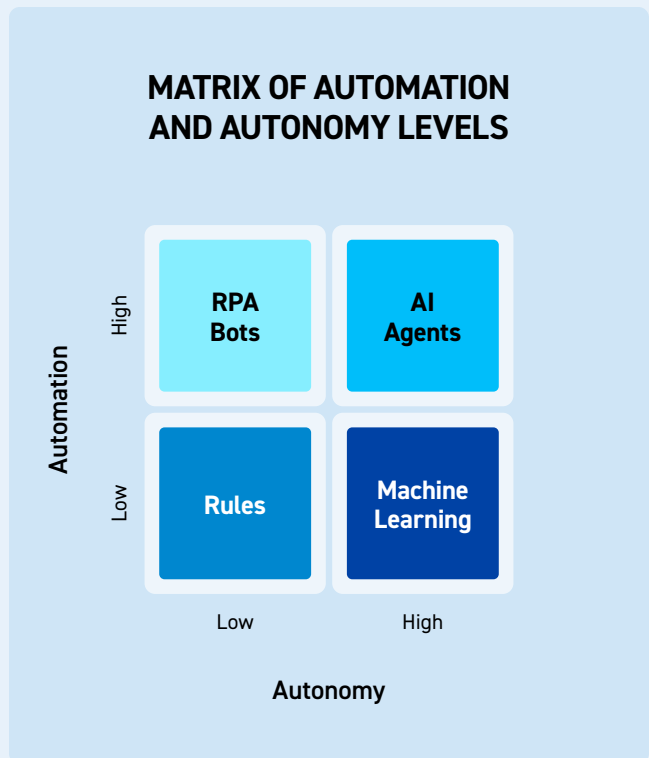 MATRIX OF AUTOMATION
AND AUTONOMY LEVELS
Automation
High
RPA
Bots
AI
Agents
Low
Rules
Machine
Learning
Low
High
Autonomy